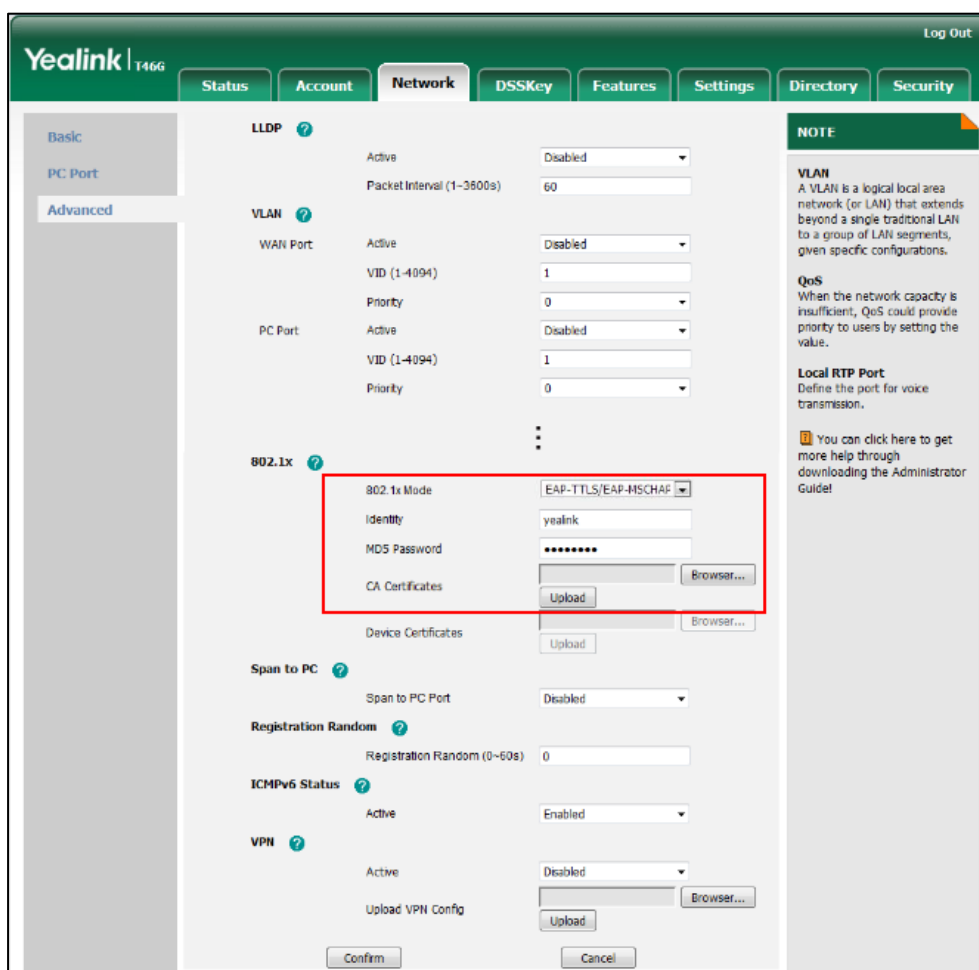 Log Out
Yealink T46G
Status Account Network DSSKey Features Settings Directory Security
Basic
PC Port
Advanced
LLDP ?
Active Disabled
Packet Interval (1~3600s) 60
VLAN ?
WAN Port Active Disabled
VID (1-4094) 1
Priority 0
PC Port Active Disabled
VID (1-4094) 1
Priority 0
802.1x ?
802.1x Mode EAP-TTLS/EAP-MSCHAP
Identity yealink
MD5 Password ••••••••
CA Certificates Browser...
Upload
Device Certificates Browser...
Upload
Span to PC ?
Span to PC Port Disabled
Registration Random ?
Registration Random (0~60s) 0
ICMPv6 Status ?
Active Enabled
VPN ?
Active Disabled
Upload VPN Config Browser...
Upload
Confirm Cancel
NOTE
VLAN
A VLAN is a logical local area
network (or LAN) that extends
beyond a single traditional LAN
to a group of LAN segments,
given specific configurations.
QoS
When the network capacity is
insufficient, QoS could provide
priority to users by setting the
value.
Local RTP Port
Define the port for voice
transmission.
You can click here to get
more help through
downloading the Administrator
Guide!